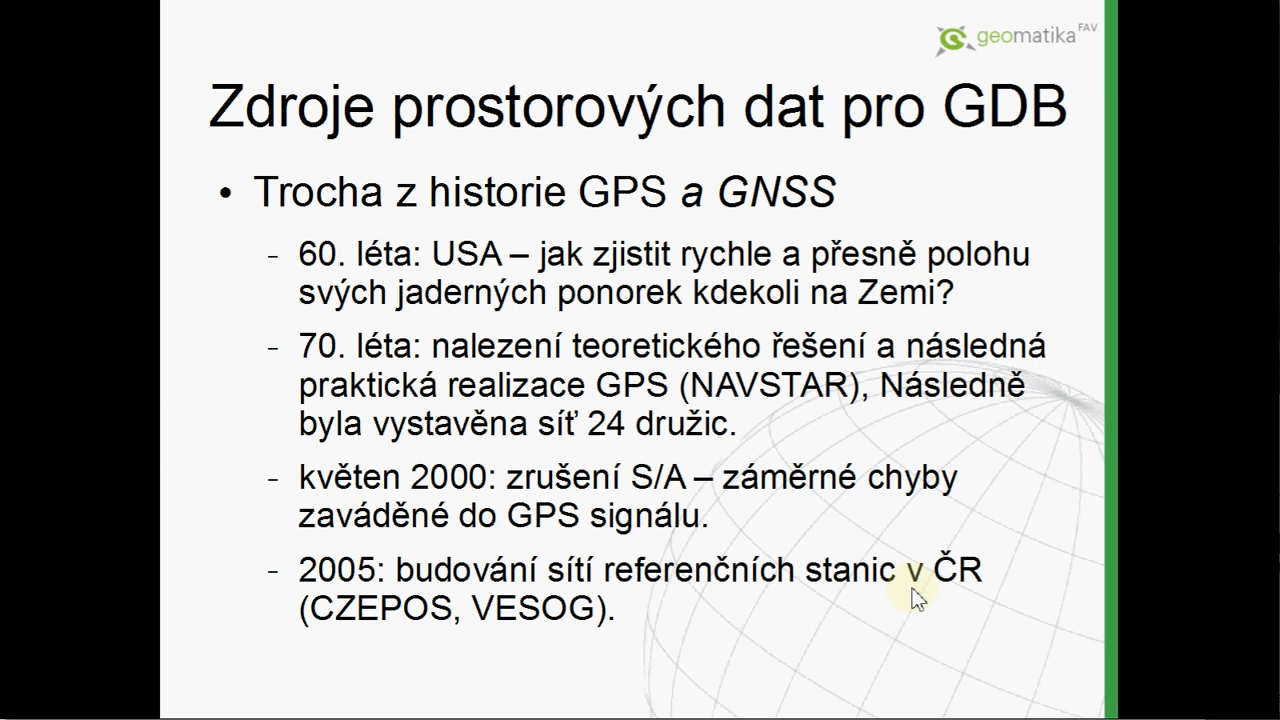 geomatika FAV
Zdroje prostorových dat pro GDB
• Trocha z historie GPS a GNSS
– 60. léta: USA – jak zjistit rychle a přesně polohu
svých jaderných ponorek kdekoli na Zemi?
– 70. léta: nalezení teoretického řešení a následná
praktická realizace GPS (NAVSTAR), Následně
byla vystavěna síť 24 družic.
– květen 2000: zrušení S/A – záměrné chyby
zaváděné do GPS signálu.
– 2005: budování sítí referenčních stanic v ČR
(CZEPOS, VESOG).